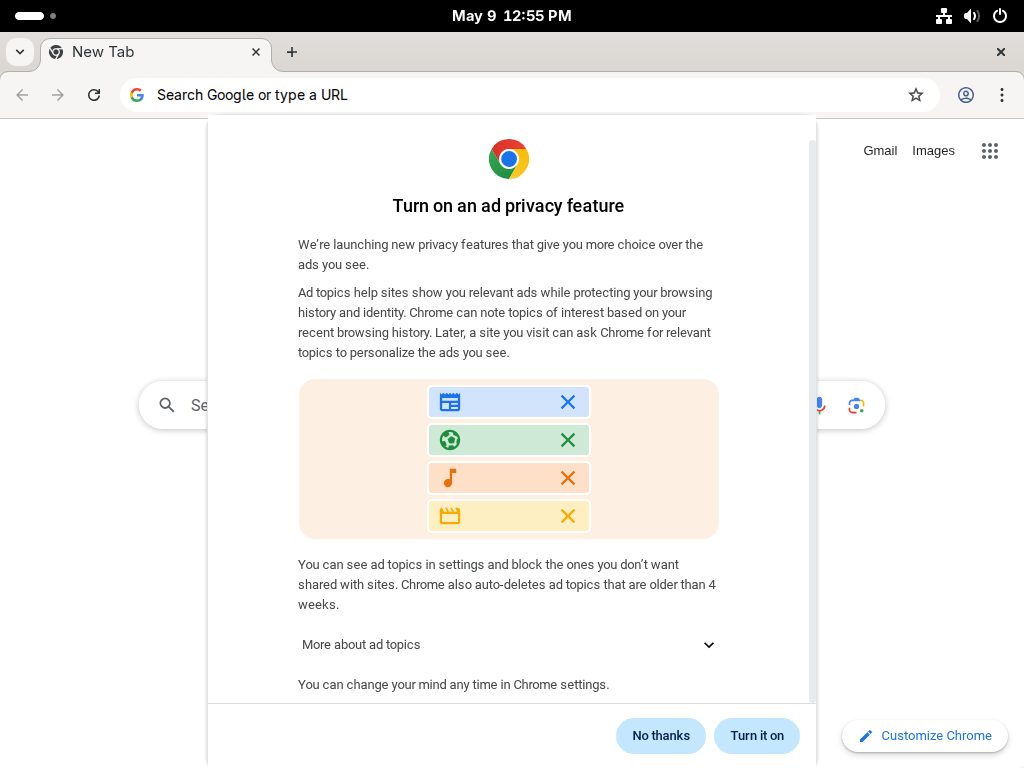 May 9 12:55 PM
New Tab
Search Google or type a URL
Gmail Images
Turn on an ad privacy feature
We're launching new privacy features that give you more choice over the
ads you see.
Ad topics help sites show you relevant ads while protecting your browsing
history and identity. Chrome can note topics of interest based on your
recent browsing history. Later, a site you visit can ask Chrome for relevant
topics to personalize the ads you see.
Se
You can see ad topics in settings and block the ones you don't want
shared with sites. Chrome also auto-deletes ad topics that are older than 4
weeks.
More about ad topics
You can change your mind any time in Chrome settings.
No thanks Turn it on
Customize Chrome